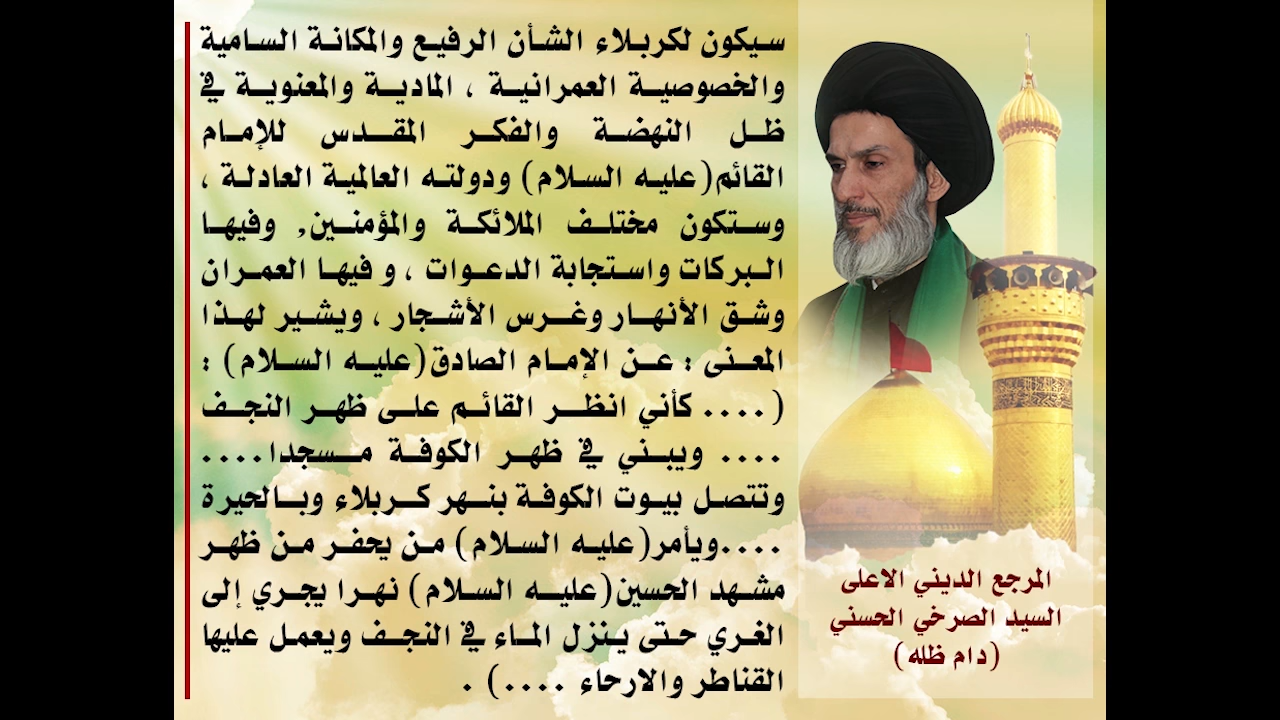 سيكون لكربلاء الشأن الرفيع والمكانة السامية
والخصوصية العمرانية ، المادية والمعنوية في
ظل النهضة والفكر المقدس للإمام
القائم(عليه السلام) ودولته العالمية العادلة ،
وستكون مختلف الملائكة والمؤمنين, وفيها
البركات واستجابة الدعوات ، و فيها العمران
وشق الأنهار وغرس الأشجار ، ويشير لهذا
المعنى : عن الإمام الصادق(عليه السلام) :
(.... كأني انظر القائم على ظهر النجف
.... ويبني في ظهر الكوفة مسجدا....
وتتصل بيوت الكوفة بنهر كربلاء وبالحيرة
....ويأمر(عليه السلام) من يحفر من ظهر
مشهد الحسين(عليه السلام) نهرا يجري إلى
الغري حتى ينزل الماء في النجف ويعمل عليها
القناطر والارحاء ....) .
المرجع الديني الاعلى
السيد الصرخي الحسني
(دام ظله)